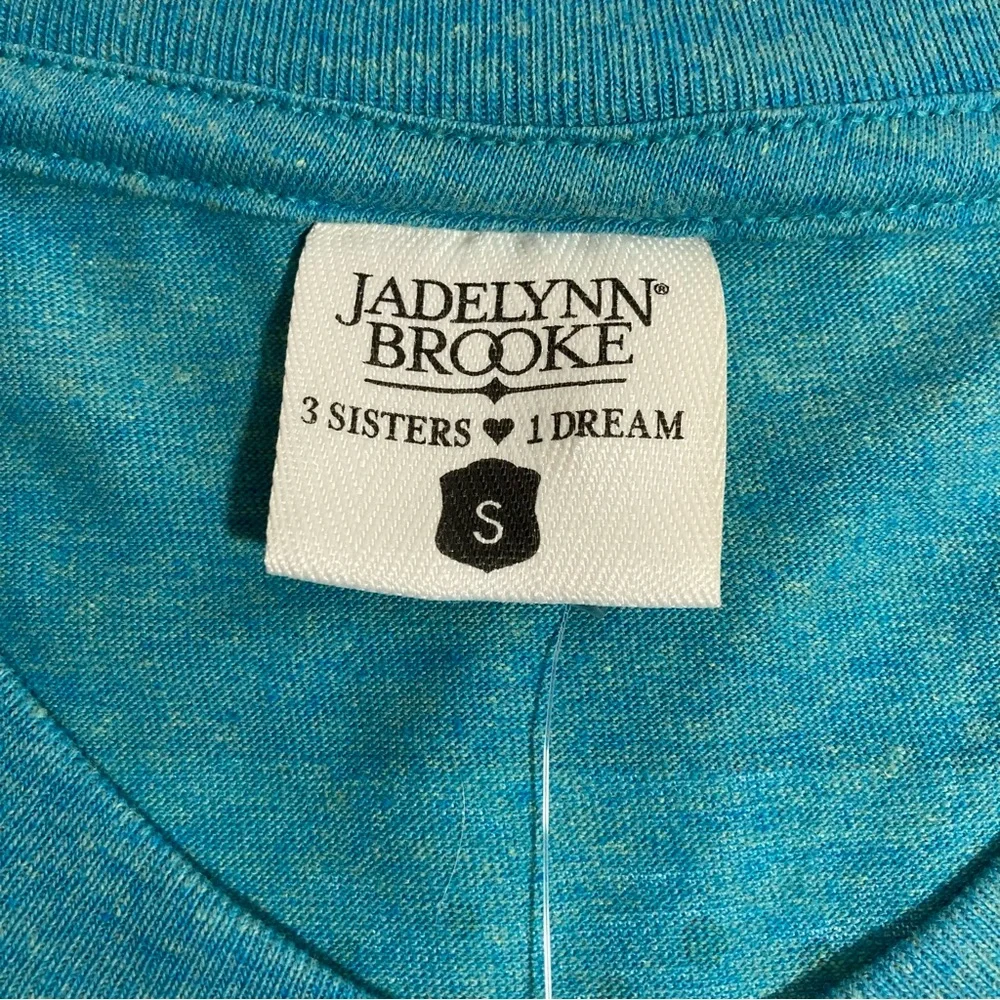 JADELYNN®
BROOKE
3 SISTERS ♥ 1 DREAM
S